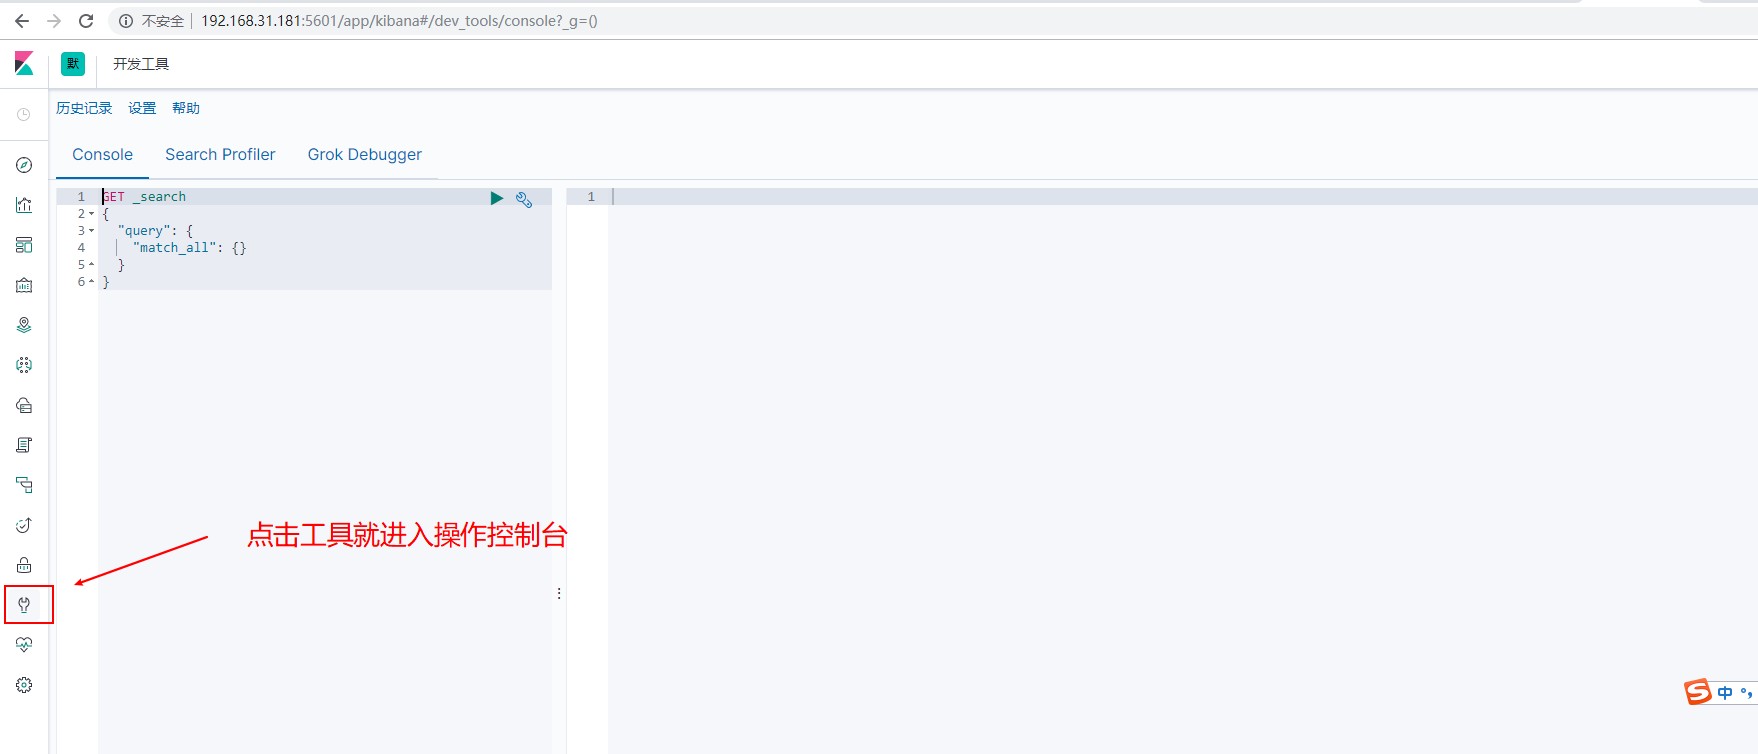 不安全 192.168.31.181:5601/app/kibana#/dev_tools/console?_g=()
默 开发工具
历史记录 设置 帮助
Console Search Profiler Grok Debugger
1 GET _search
2 {
3 "query": {
4 "match_all": {}
5 }
6 }
1
点击工具就进入操作控制台
S 中 °,